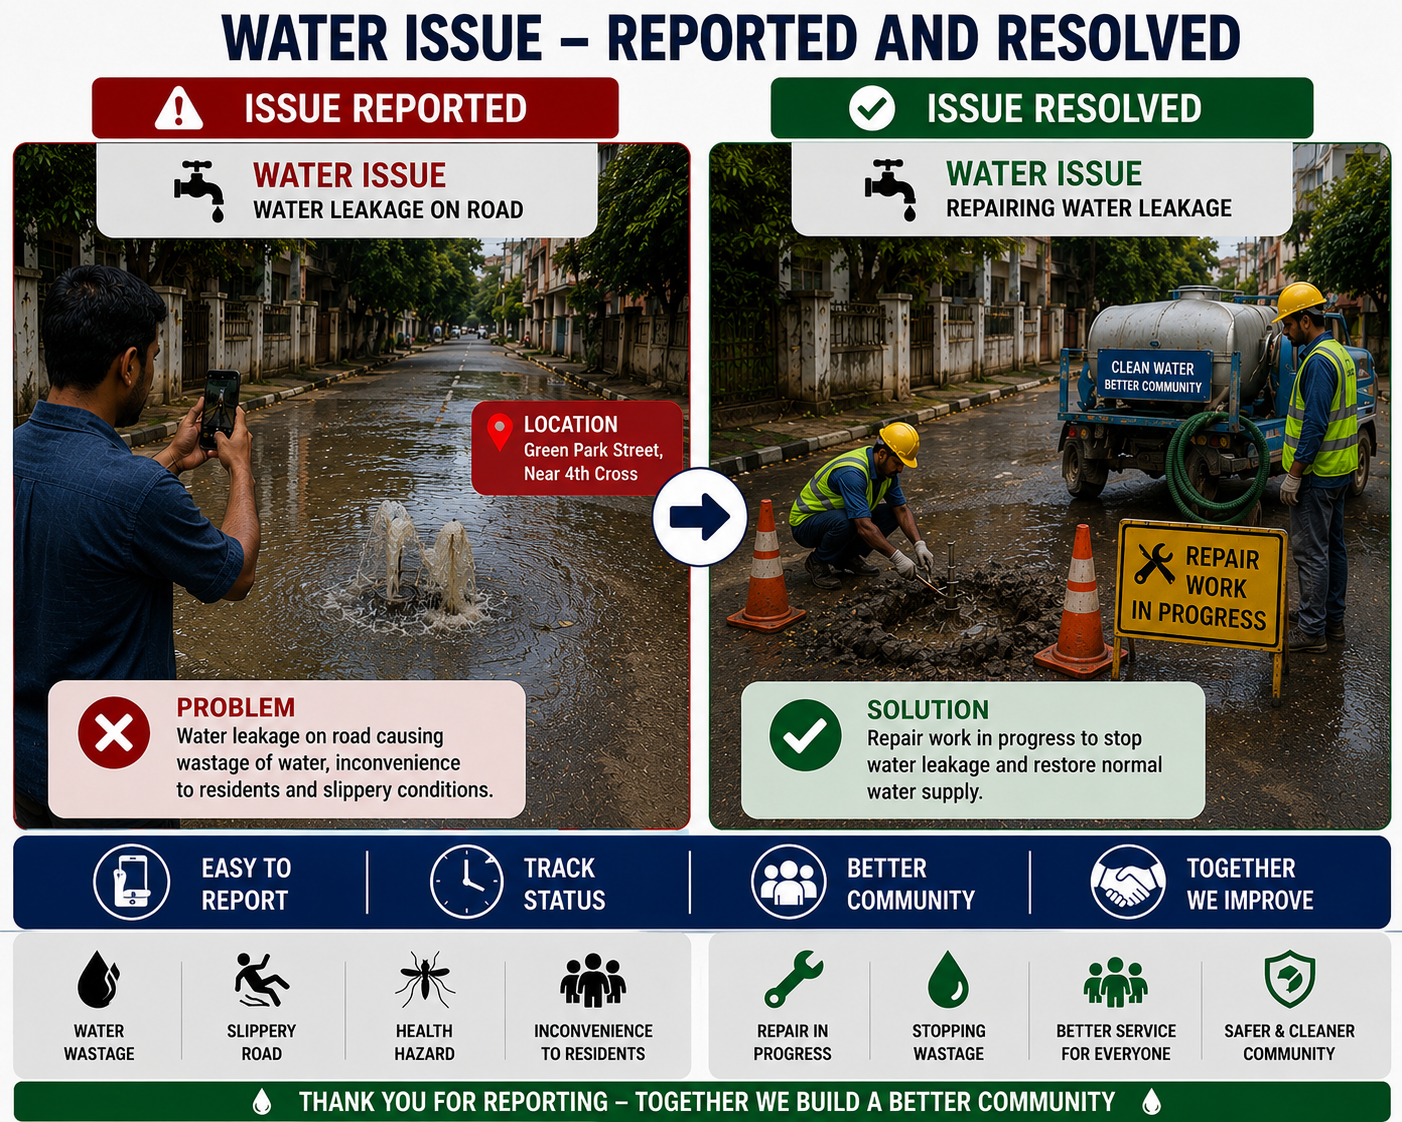 WATER ISSUE – REPORTED AND RESOLVED
ISSUE REPORTED
WATER ISSUE
WATER LEAKAGE ON ROAD
LOCATION
Green Park Street,
Near 4th Cross
PROBLEM
Water leakage on road causing
wastage of water, inconvenience
to residents and slippery conditions.
ISSUE RESOLVED
WATER ISSUE
REPAIRING WATER LEAKAGE
CLEAN WATER
BETTER COMMUNITY
REPAIR
WORK
IN PROGRESS
SOLUTION
Repair work in progress to stop
water leakage and restore normal
water supply.
EASY TO
REPORT
TRACK
STATUS
BETTER
COMMUNITY
TOGETHER
WE IMPROVE
WATER
WASTAGE
SLIPPERY
ROAD
HEALTH
HAZARD
INCONVENIENCE
TO RESIDENTS
REPAIR IN
PROGRESS
STOPPING
WASTAGE
BETTER SERVICE
FOR EVERYONE
SAFER & CLEANER
COMMUNITY
THANK YOU FOR REPORTING – TOGETHER WE BUILD A BETTER COMMUNITY